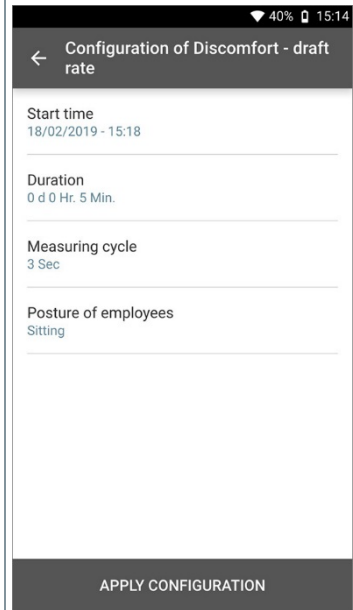 40% 15:14
Configuration of Discomfort - draft
rate
Start time
18/02/2019 - 15:18
Duration
0 d 0 Hr. 5 Min.
Measuring cycle
3 Sec
Posture of employees
Sitting
APPLY CONFIGURATION